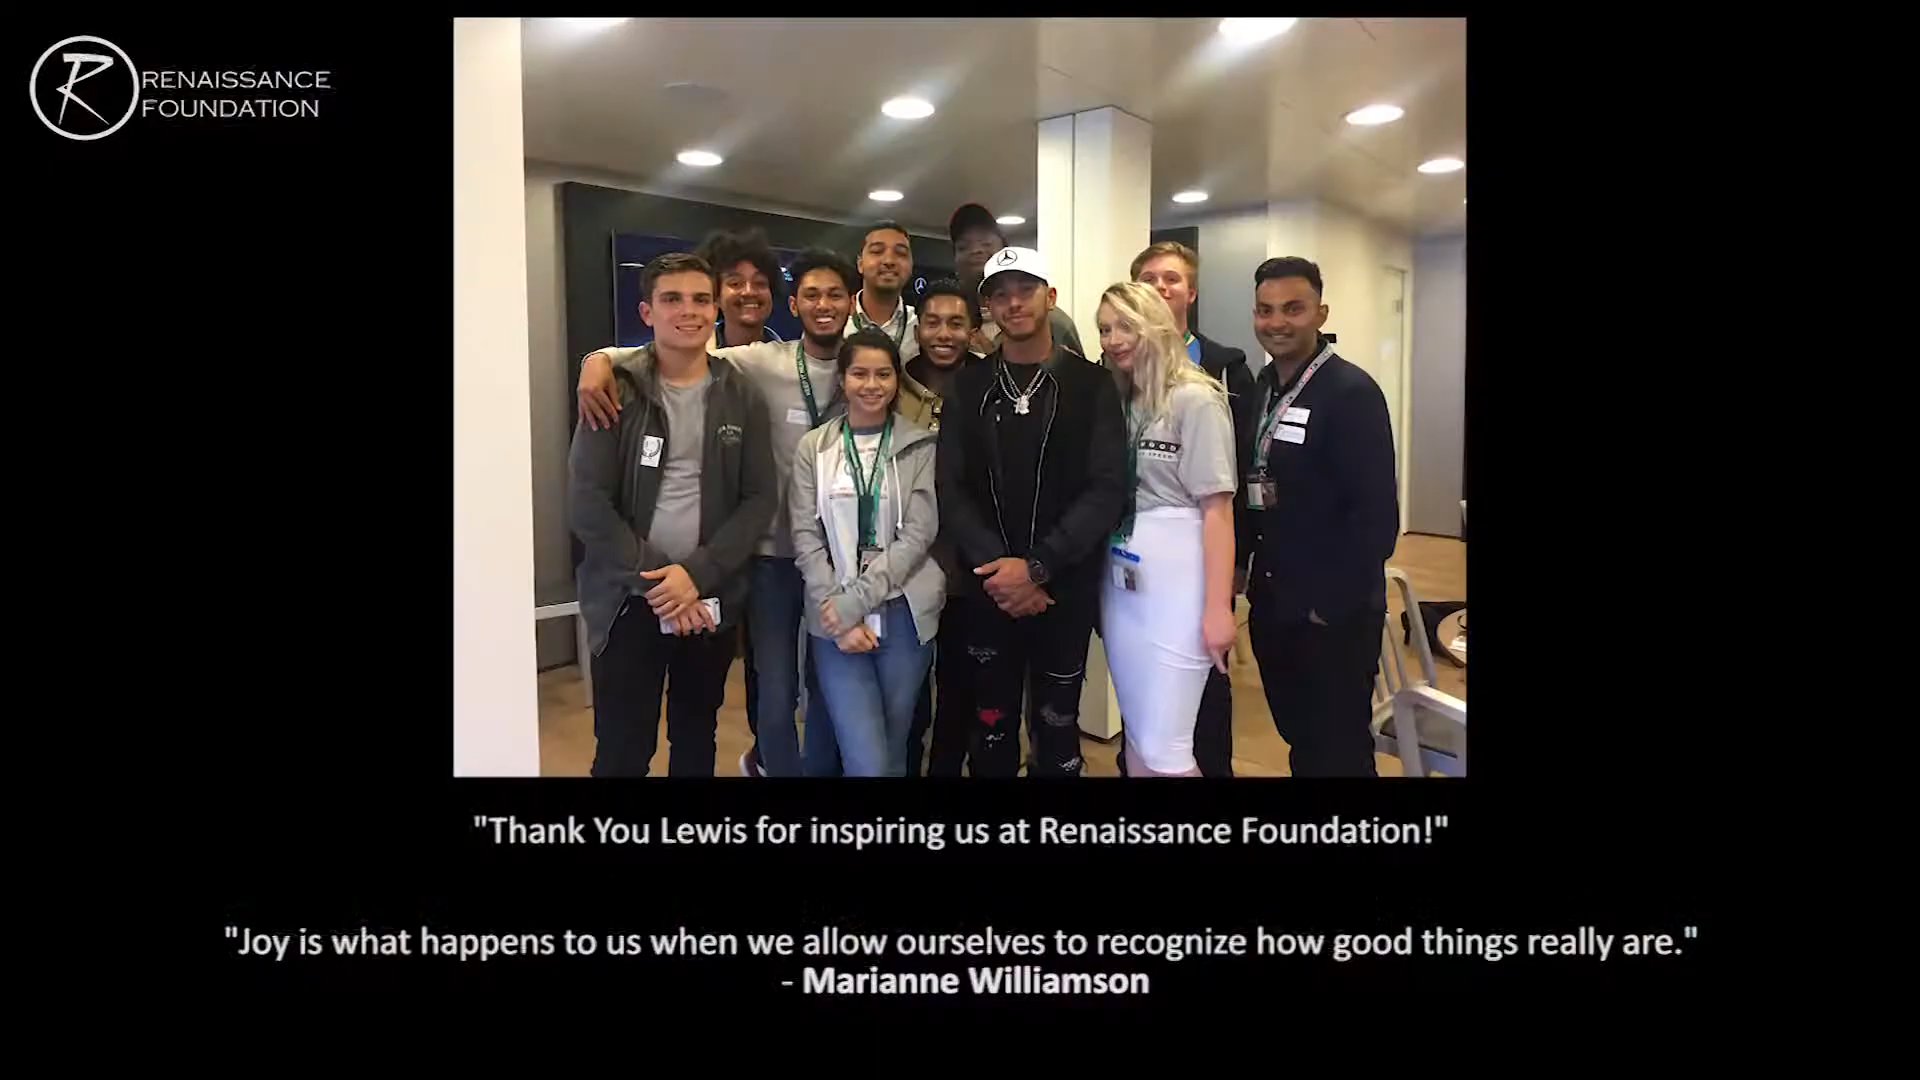 RENAISSANCE
FOUNDATION
"Thank You Lewis for inspiring us at Renaissance Foundation!"
"Joy is what happens to us when we allow ourselves to recognize how good things really are."
- Marianne Williamson